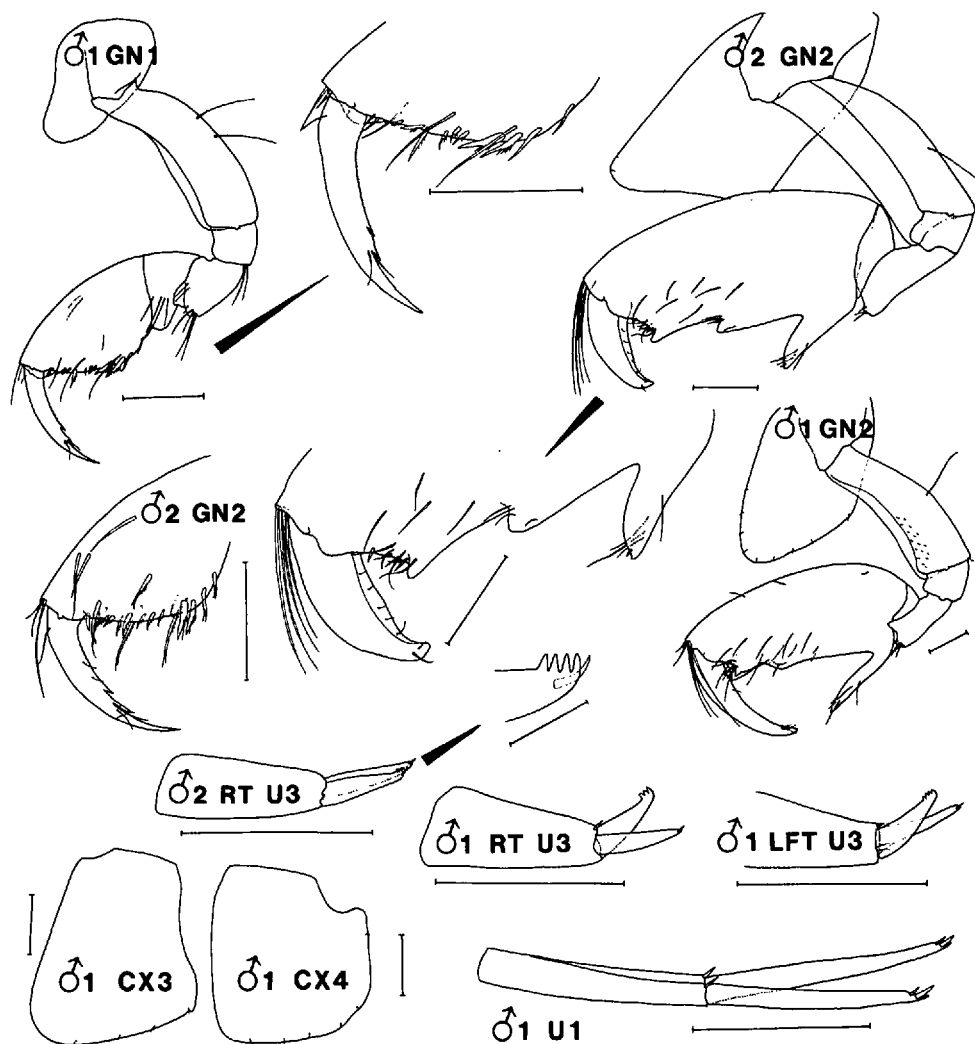 ♂1 GN1
♂2 GN2
♂1 GN2
♂2 GN2
♂2 RT U3
♂1 RT U3
♂1 LFT U3
♂1 CX3
♂1 CX4
♂1 U1